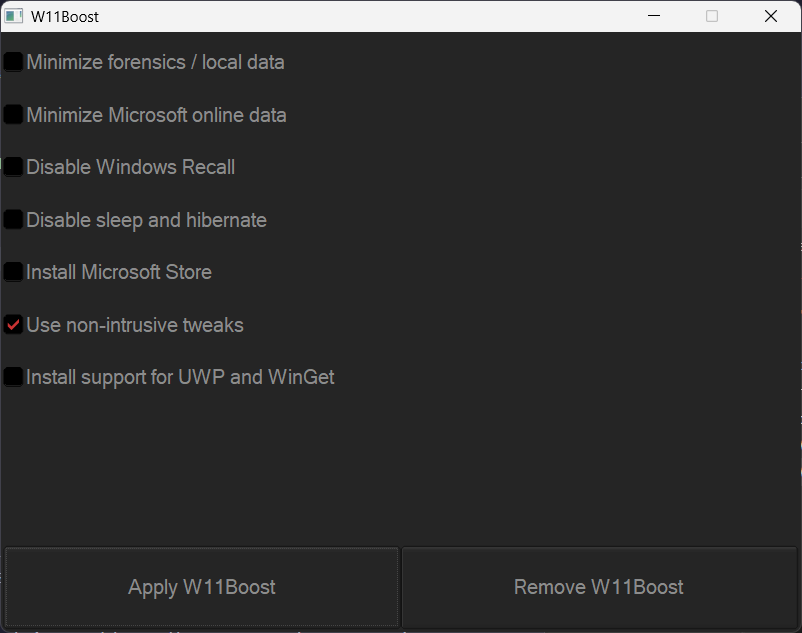 W11Boost
Minimize forensics / local data
Minimize Microsoft online data
Disable Windows Recall
Disable sleep and hibernate
Install Microsoft Store
Use non-intrusive tweaks
Install support for UWP and WinGet
Apply W11Boost
Remove W11Boost